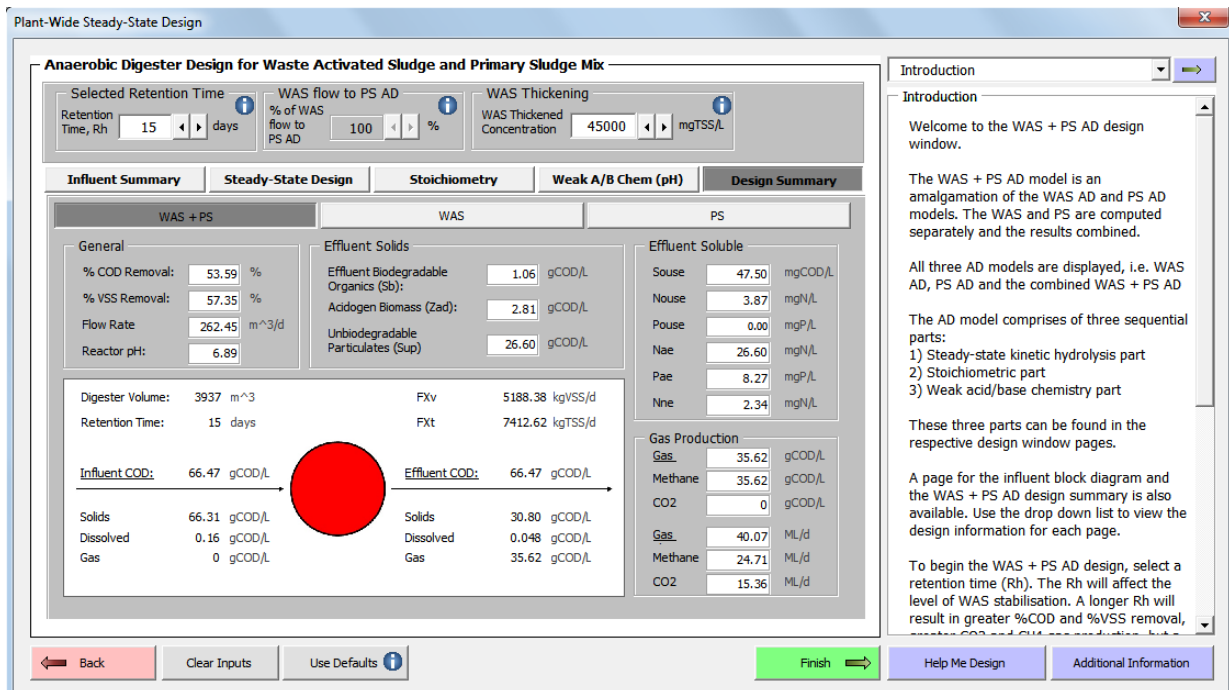 Plant-Wide Steady-State Design
Anaerobic Digester Design for Waste Activated Sludge and Primary Sludge Mix
Selected Retention Time
Retention
Time, Rh
15
days
WAS flow to PS AD
% of WAS
flow to
PS AD
100
%
WAS Thickening
WAS Thickened
Concentration
45000
mgTSS/L
Influent Summary
Steady-State Design
Stoichiometry
Weak A/B Chem (pH)
Design Summary
WAS + PS
WAS
PS
General
% COD Removal: 53.59 %
% VSS Removal: 57.35 %
Flow Rate 262.45 m^3/d
Reactor pH: 6.89
Effluent Solids
Effluent Biodegradable
Organics (Sb): 1.06 gCOD/L
Acidogen Biomass (Zad): 2.81 gCOD/L
Unbiodegradable
Particulates (Sup) 26.60 gCOD/L
Effluent Soluble
Souse 47.50 mgCOD/L
Nouse 3.87 mgN/L
Pouse 0.00 mgP/L
Nae 26.60 mgN/L
Pae 8.27 mgP/L
Nne 2.34 mgN/L
Digester Volume: 3937 m^3
Retention Time: 15 days
FXv 5188.38 kgVSS/d
FXt 7412.62 kgTSS/d
Influent COD: 66.47 gCOD/L
Solids 66.31 gCOD/L
Dissolved 0.16 gCOD/L
Gas 0 gCOD/L
Effluent COD: 66.47 gCOD/L
Solids 30.80 gCOD/L
Dissolved 0.048 gCOD/L
Gas 35.62 gCOD/L
Gas Production
Gas 35.62 gCOD/L
Methane 35.62 gCOD/L
CO2 0 gCOD/L
Gas 40.07 ML/d
Methane 24.71 ML/d
CO2 15.36 ML/d
Back
Clear Inputs
Use Defaults
Finish
Introduction
Introduction
Welcome to the WAS + PS AD design
window.
The WAS + PS AD model is an
amalgamation of the WAS AD and PS AD
models. The WAS and PS are computed
separately and the results combined.
All three AD models are displayed, i.e. WAS
AD, PS AD and the combined WAS + PS AD
The AD model comprises of three sequential
parts:
1) Steady-state kinetic hydrolysis part
2) Stoichiometric part
3) Weak acid/base chemistry part
These three parts can be found in the
respective design window pages.
A page for the influent block diagram and
the WAS + PS AD design summary is also
available. Use the drop down list to view the
design information for each page.
To begin the WAS + PS AD design, select a
retention time (Rh). The Rh will affect the
level of WAS stabilisation. A longer Rh will
result in greater %COD and %VSS removal,
Help Me Design
Additional Information